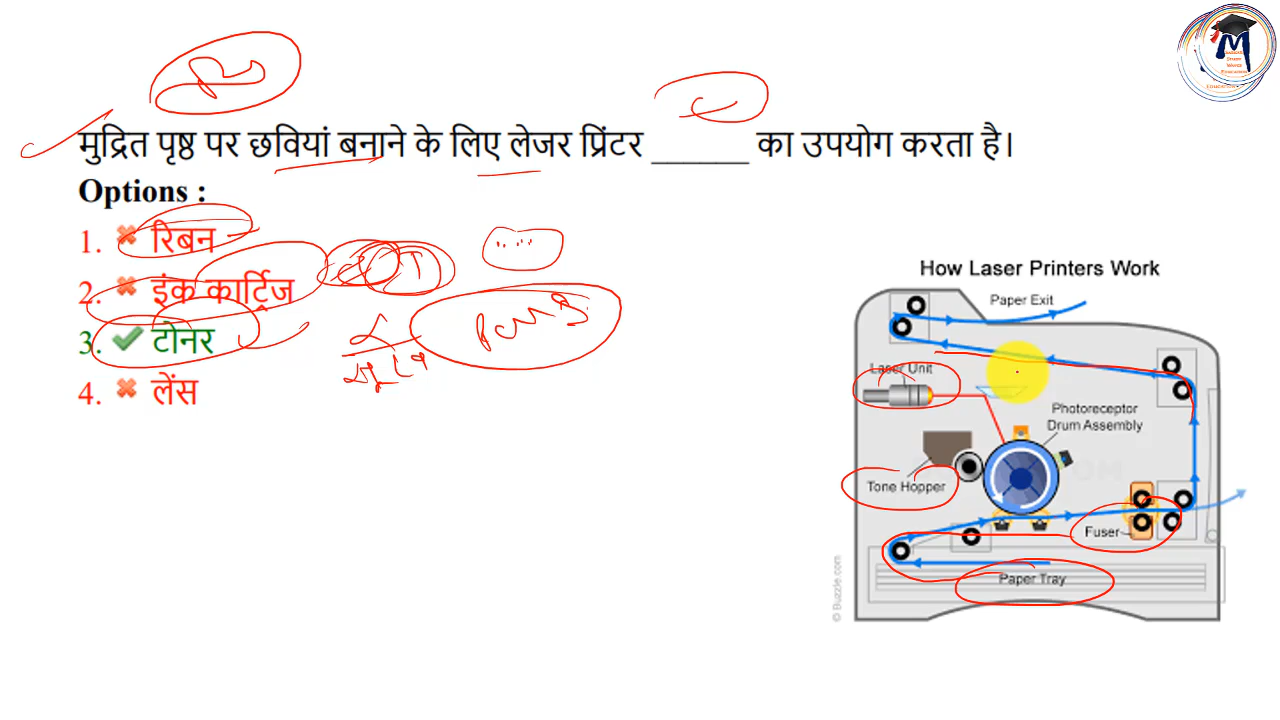 मुद्रित पृष्ठ पर छवियां बनाने के लिए लेजर प्रिंटर ______ का उपयोग करता है।
Options :
1. रिबन
2. इंक कार्ट्रिज
3. टोनर
4. लेंस
How Laser Printers Work
Paper Exit
Laser Unit
Photoreceptor
Drum Assembly
Tone Hopper
Fuser
Paper Tray
© Buzzle.com